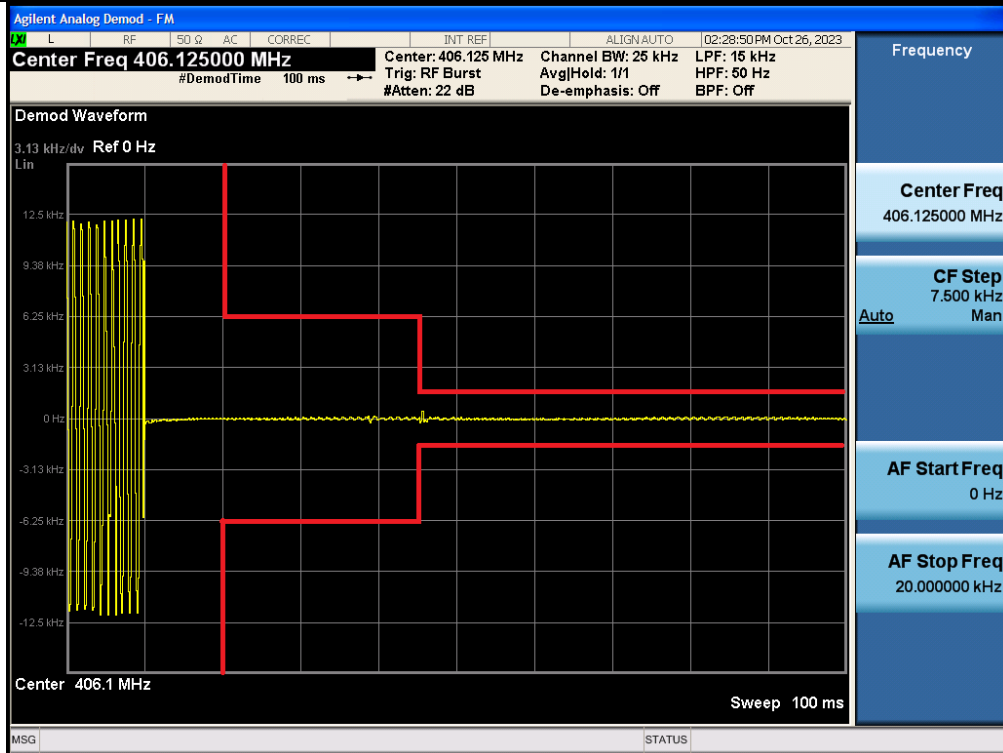 Agilent Analog Demod - FM
LXI L RF 50 Ω AC CORREC INT REF ALIGN AUTO 02:28:50 PM Oct 26, 2023
Center Freq 406.125000 MHz
#DemodTime 100 ms
Center: 406.125 MHz Channel BW: 25 kHz LPF: 15 kHz
Trig: RF Burst Avg|Hold: 1/1 HPF: 50 Hz
#Atten: 22 dB De-emphasis: Off BPF: Off
Demod Waveform
3.13 kHz/dv Ref 0 Hz
Lin
12.5 kHz
9.38 kHz
6.25 kHz
3.13 kHz
0 Hz
-3.13 kHz
-6.25 kHz
-9.38 kHz
-12.5 kHz
Center 406.1 MHz
Sweep 100 ms
Frequency
Center Freq
406.125000 MHz
CF Step
7.500 kHz
Auto Man
AF Start Freq
0 Hz
AF Stop Freq
20.000000 kHz
MSG STATUS